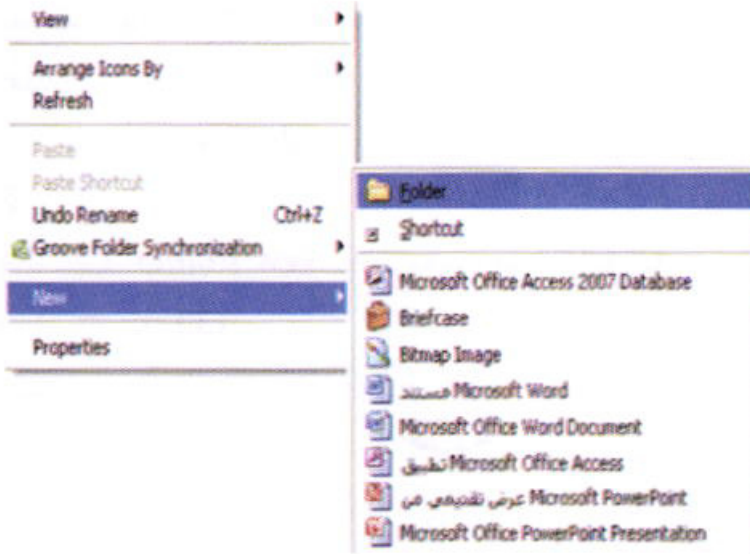 View
Arrange Icons By
Refresh
Paste
Paste Shortcut
Undo Rename Ctrl+Z
Groove Folder Synchronization
New
Properties
Folder
Shortcut
Microsoft Office Access 2007 Database
Briefcase
Bitmap Image
مستند Microsoft Word
Microsoft Office Word Document
تطبيق Microsoft Office Access
عرض تقديمي من Microsoft PowerPoint
Microsoft Office PowerPoint Presentation